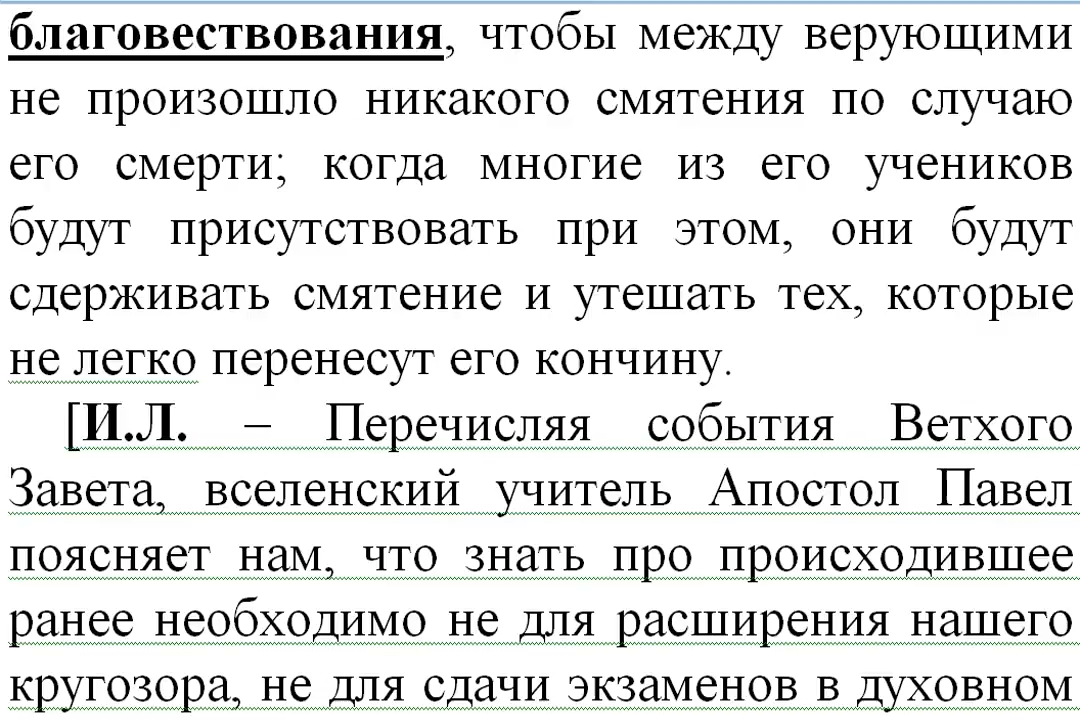 благовествования, чтобы между верующими
не произошло никакого смятения по случаю
его смерти; когда многие из его учеников
будут присутствовать при этом, они будут
сдерживать смятение и утешать тех, которые
не легко перенесут его кончину.
[И.Л. – Перечисляя события Ветхого
Завета, вселенский учитель Апостол Павел
поясняет нам, что знать про происходившее
ранее необходимо не для расширения нашего
кругозора, не для сдачи экзаменов в духовном